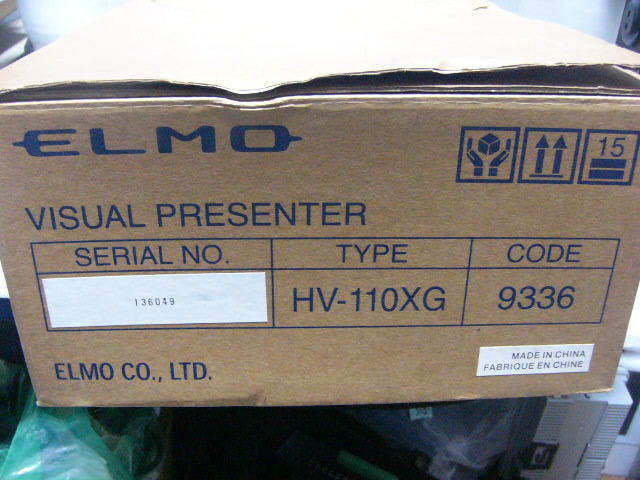 ELMO
15
VISUAL PRESENTER
SERIAL NO. TYPE CODE
136049 HV-110XG 9336
MADE IN CHINA
FABRIQUE EN CHINE
ELMO CO., LTD.